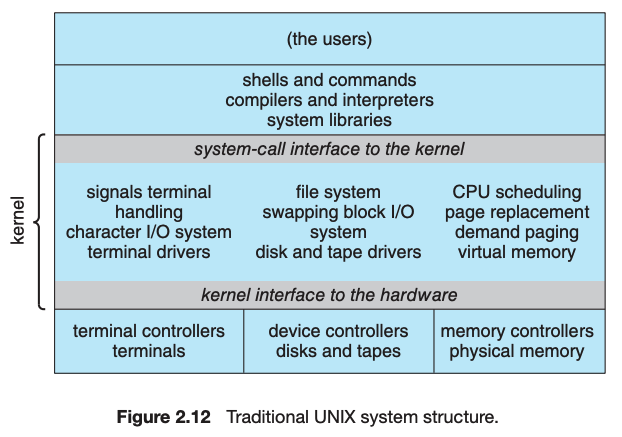 (the users)
shells and commands
compilers and interpreters
system libraries
kernel
system-call interface to the kernel
signals terminal
handling
character I/O system
terminal drivers
file system
swapping block I/O
system
disk and tape drivers
CPU scheduling
page replacement
demand paging
virtual memory
kernel interface to the hardware
terminal controllers
terminals
device controllers
disks and tapes
memory controllers
physical memory
Figure 2.12 Traditional UNIX system structure.